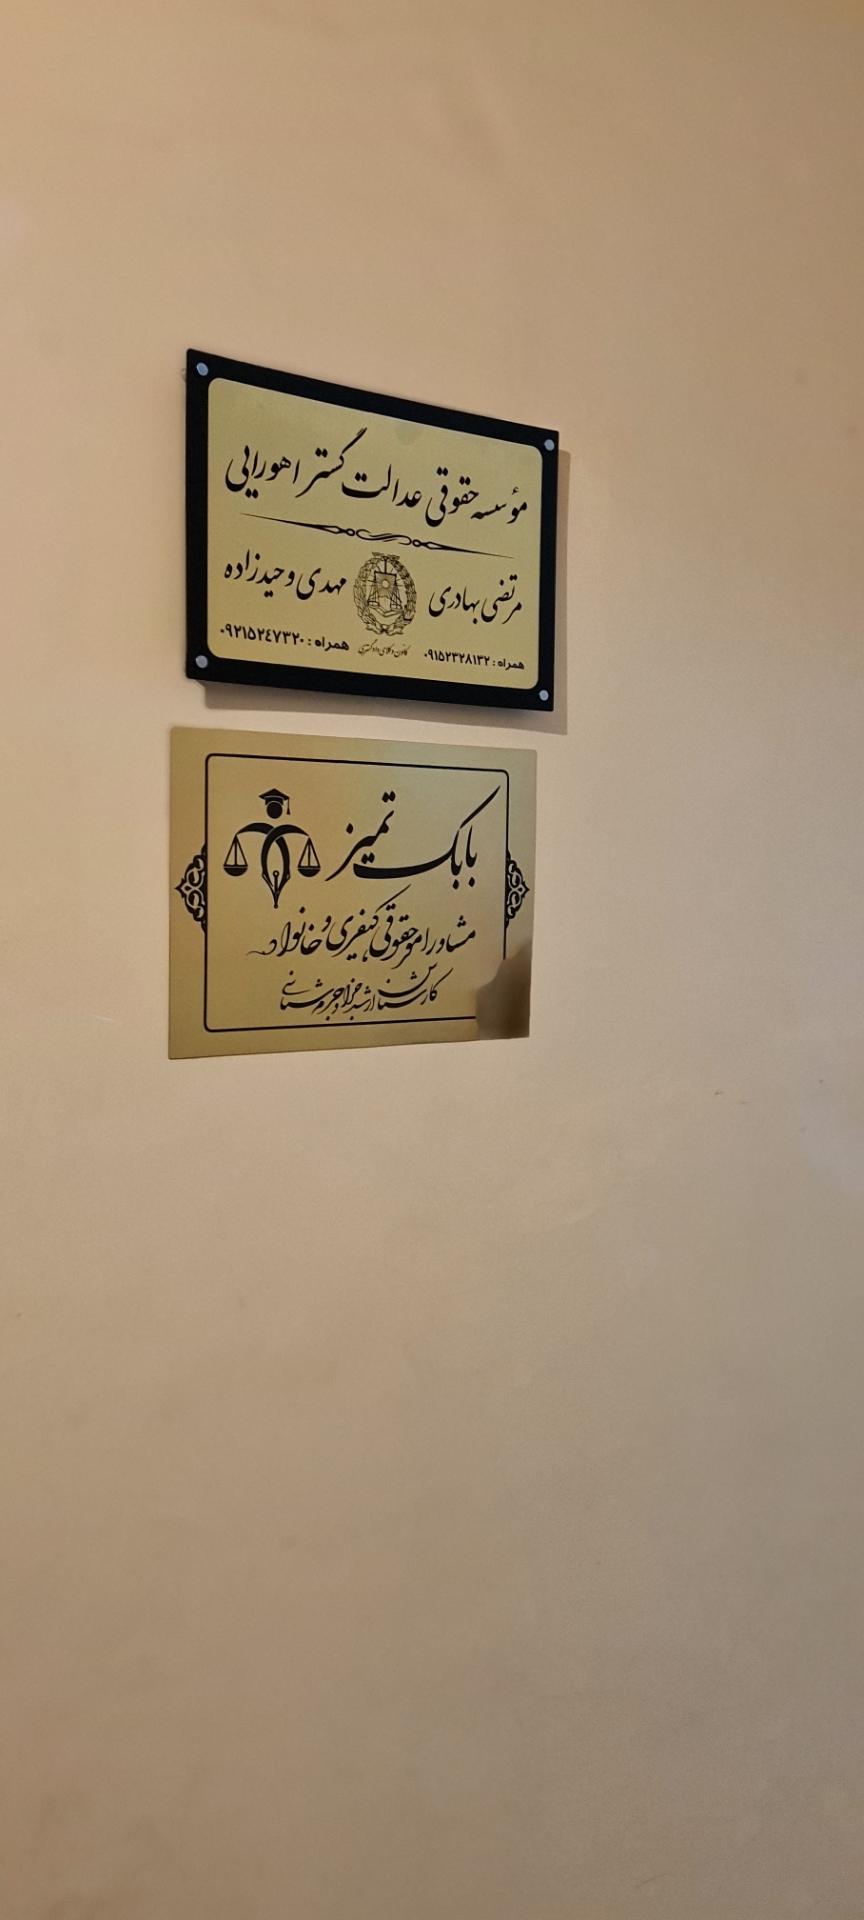 مؤسسه حقوقی عدالت گستر اهورایی
مرتضی بهادری
مهدی وحیدزاده
همراه: ۰۹۱۵۲۳۲۸۱۳۲
کانون وکلای دادگستری
همراه: ۰۹۲۱۵۲٤۷۳۲۰
بابک تمیز
مشاور امور حقوقی، کیفری و خانواده
کارشناس ارشد جزا و جرم شناسی